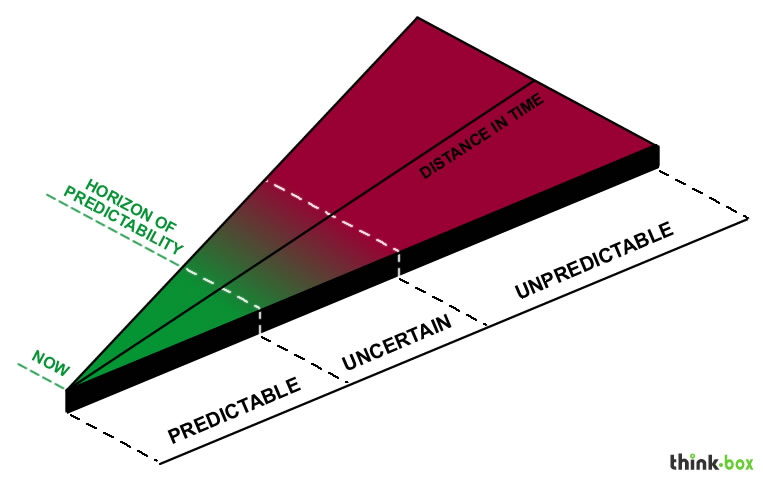 DISTANCE IN TIME
HORIZON OF
PREDICTABILITY
NOW
UNPREDICTABLE
UNCERTAIN
PREDICTABLE
think·box